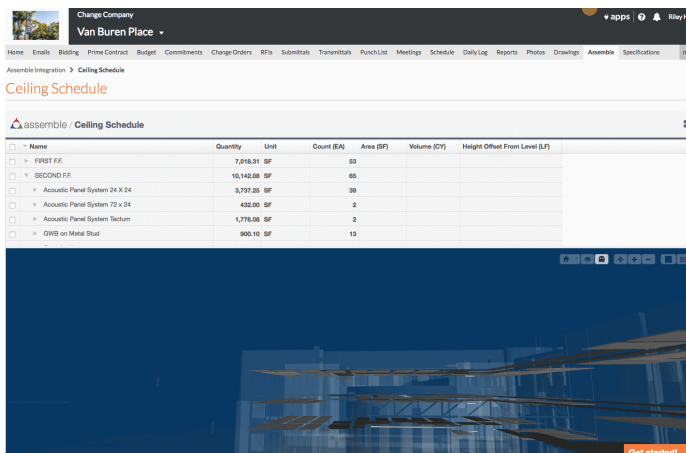 Change Company
apps
Riley H
Van Buren Place
Home Emails Bidding Prime Contract Budget Commitments Change Orders RFIs Submittals Transmittals Punch List Meetings Schedule Daily Log Reports Photos Drawings Assemble Specifications
Assemble Integration > Ceiling Schedule
Ceiling Schedule
assemble / Ceiling Schedule
Name Quantity Unit Count (EA) Area (SF) Volume (CY) Height Offset From Level (LF)
FIRST F.F. 7,018.31 SF 53
SECOND F.F. 10,142.08 SF 65
Acoustic Panel System 24 X 24 3,737.25 SF 39
Acoustic Panel System 72 x 24 432.00 SF 2
Acoustic Panel System Tectum 1,776.08 SF 2
GWB on Metal Stud 900.10 SF 13
Get started!